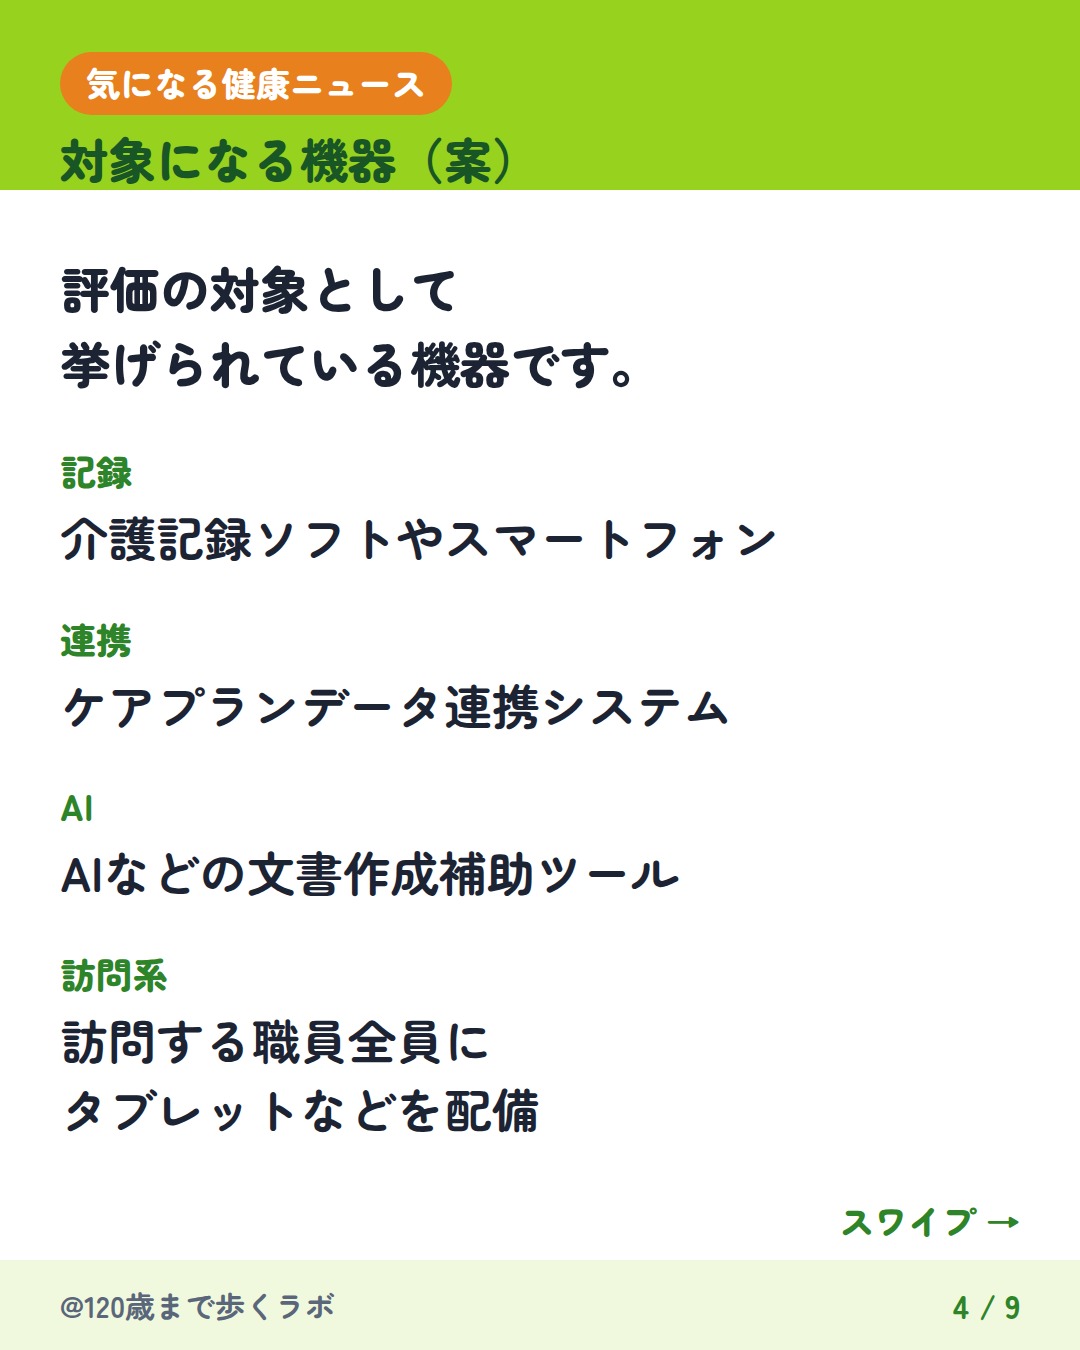 気になる健康ニュース
対象になる機器（案）
評価の対象として
挙げられている機器です。
記録
介護記録ソフトやスマートフォン
連携
ケアプランデータ連携システム
AI
AIなどの文書作成補助ツール
訪問系
訪問する職員全員に
タブレットなどを配備
スワイプ →
@120歳まで歩くラボ
4 / 9